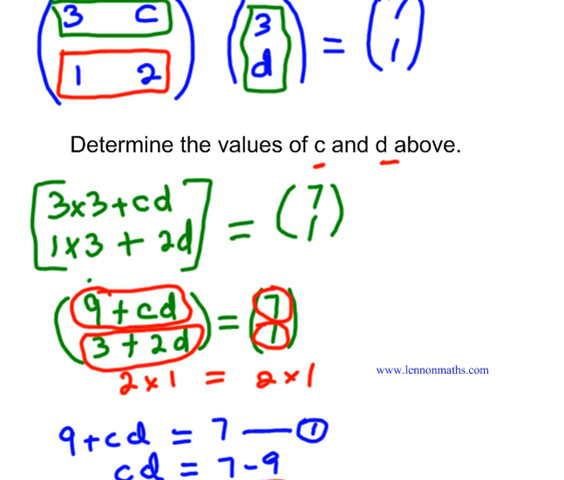 (3 c) (3) = (7)
(1 2) (d) (1)
Determine the values of c and d above.
[3x3+cd] = (7)
[1x3 + 2d] (1)
(9+cd) = (7)
(3+2d) (1)
2x1 = 2x1
www.lennonmaths.com
9+cd = 7 — ①
cd = 7-9